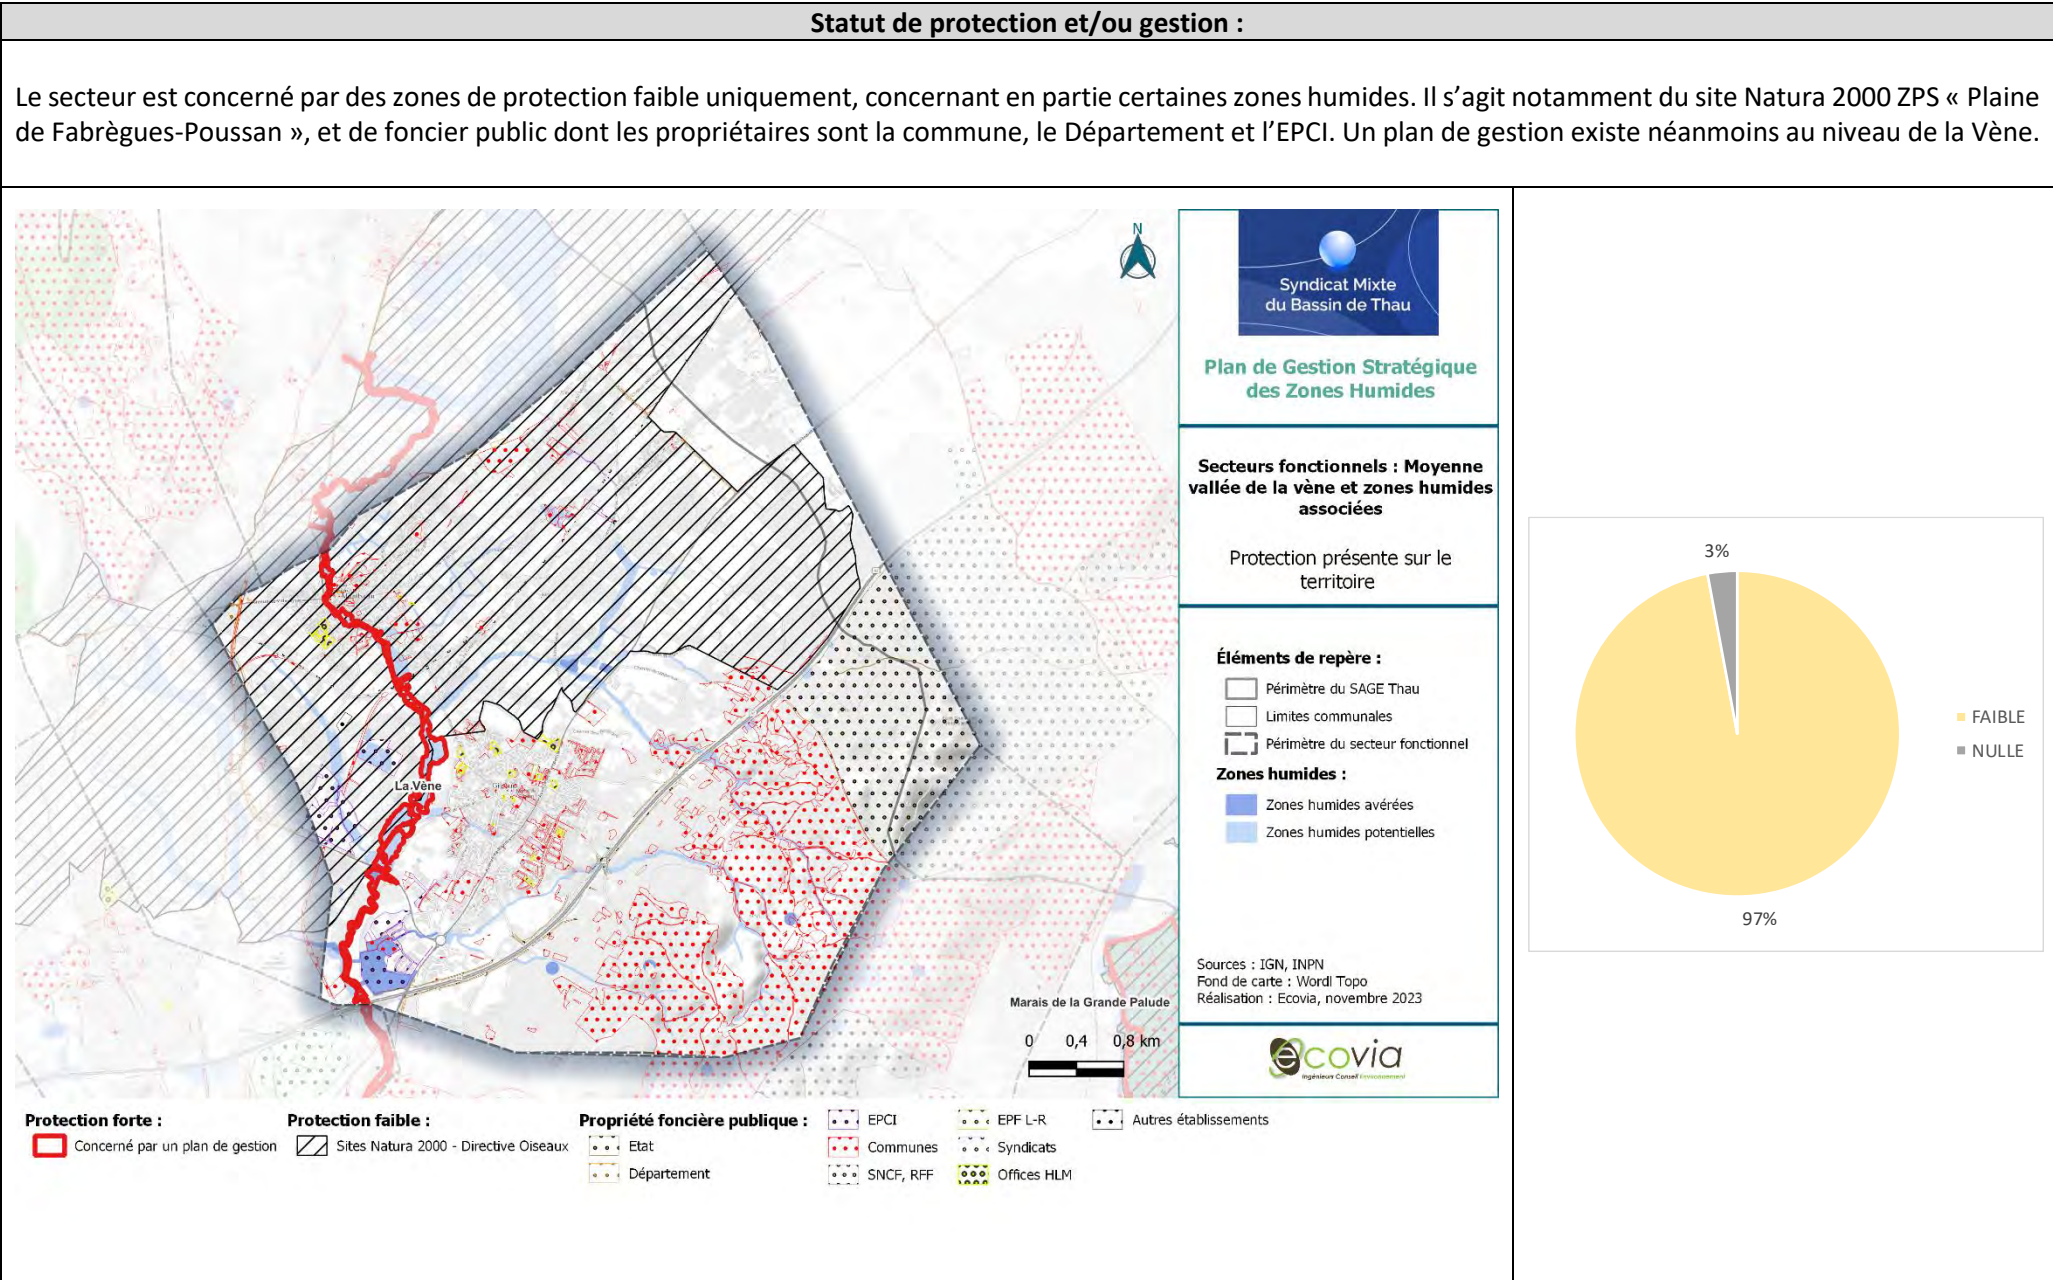 Statut de protection et/ou gestion :
Le secteur est concerné par des zones de protection faible uniquement, concernant en partie certaines zones humides. Il s’agit notamment du site Natura 2000 ZPS « Plaine
de Fabrègues-Poussan », et de foncier public dont les propriétaires sont la commune, le Département et l’EPCI. Un plan de gestion existe néanmoins au niveau de la Vène.
N
La Vène
Marais de la Grande Palude
0 0,4 0,8 km
Syndicat Mixte
du Bassin de Thau
Plan de Gestion Stratégique
des Zones Humides
Secteurs fonctionnels : Moyenne
vallée de la vène et zones humides
associées
Protection présente sur le
territoire
Éléments de repère :
Périmètre du SAGE Thau
Limites communales
Périmètre du secteur fonctionnel
Zones humides :
Zones humides avérées
Zones humides potentielles
Sources : IGN, INPN
Fond de carte : Wordl Topo
Réalisation : Ecovia, novembre 2023
ecovia
Ingénieurs Conseil Environnement
Protection forte :
Concerné par un plan de gestion
Protection faible :
Sites Natura 2000 - Directive Oiseaux
Propriété foncière publique :
Etat
Département
EPCI
Communes
SNCF, RFF
EPF L-R
Syndicats
Offices HLM
Autres établissements
3%
97%
FAIBLE
NULLE